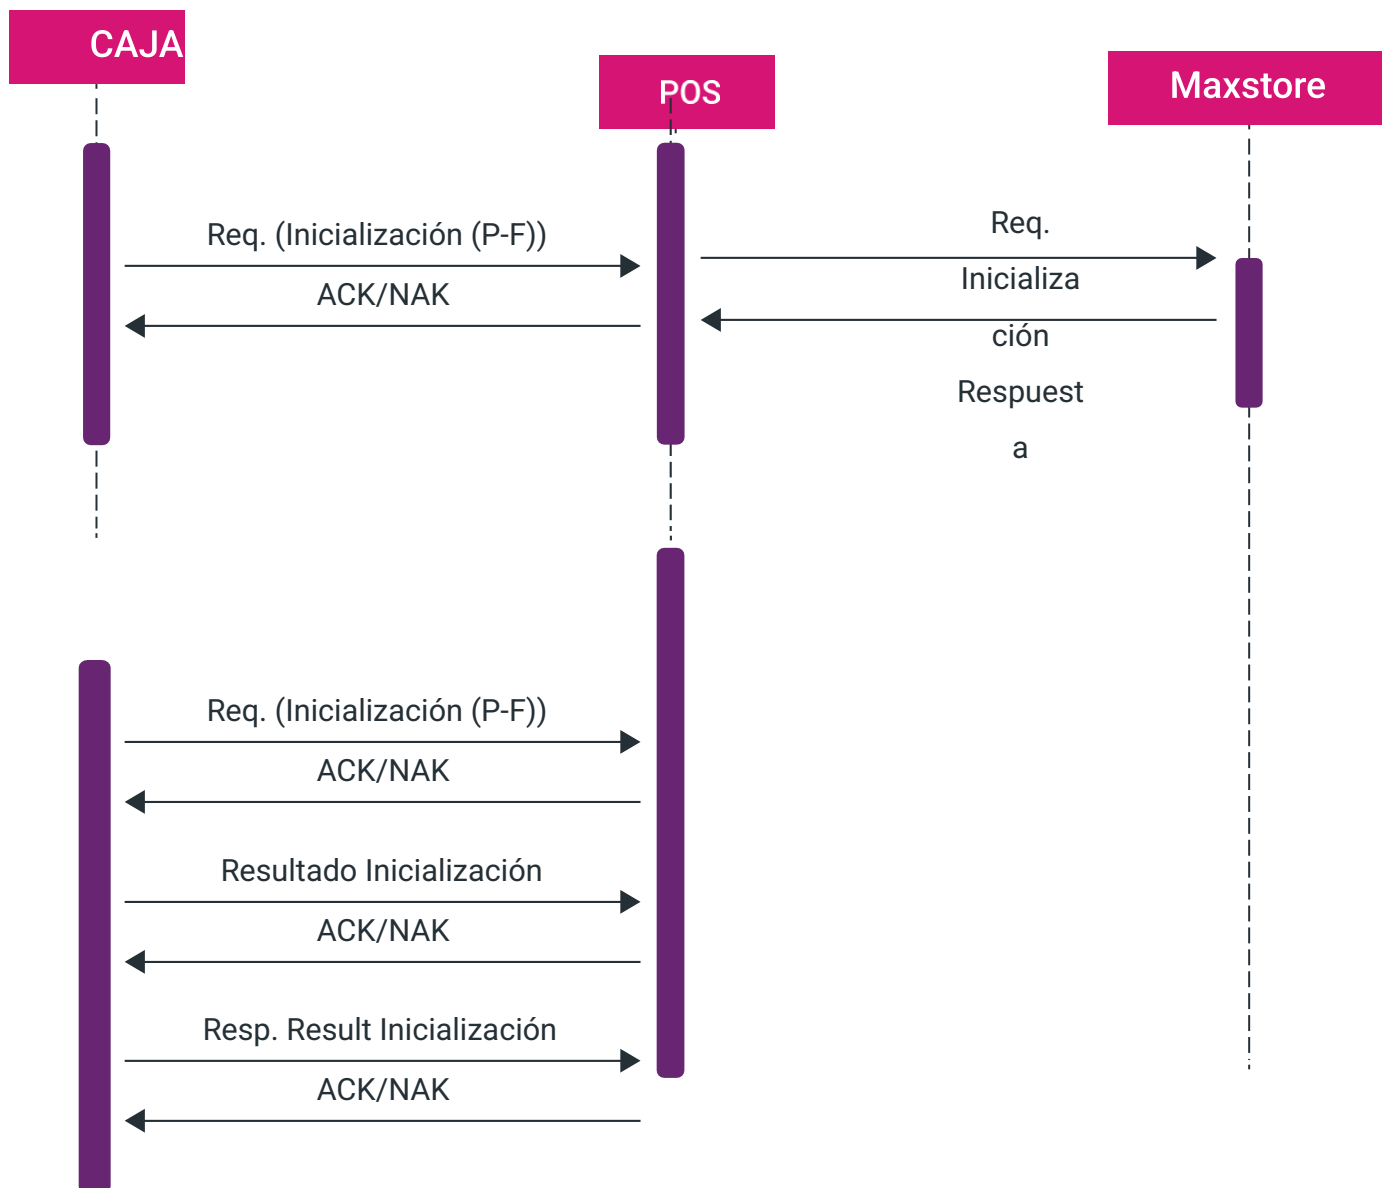 CAJA
POS
Maxstore
Req. (Inicialización (P-F))
ACK/NAK
Req.
Inicializa
ción
Respuest
a
Req. (Inicialización (P-F))
ACK/NAK
Resultado Inicialización
ACK/NAK
Resp. Result Inicialización
ACK/NAK